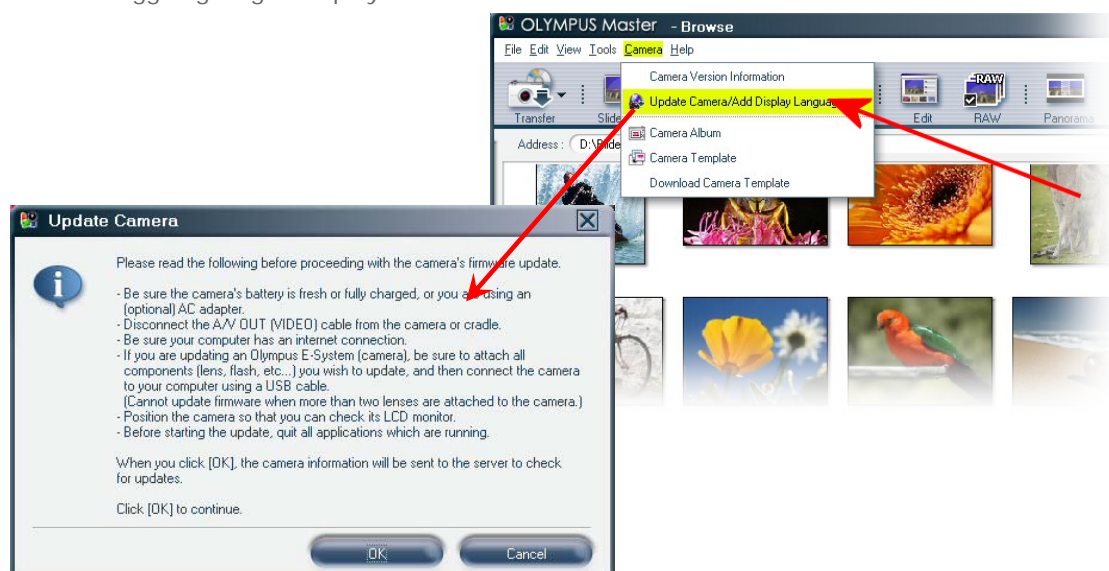 OLYMPUS Master - Browse
File Edit View Tools Camera Help
Camera Version Information
Update Camera/Add Display Languag
Camera Album
Camera Template
Download Camera Template
Transfer Slide Edit RAW Panorama
RAW
Address : D:\
Update Camera
Please read the following before proceeding with the camera's firmware update.
- Be sure the camera's battery is fresh or fully charged, or you are using an
(optional) AC adapter.
- Disconnect the A/V OUT (VIDEO) cable from the camera or cradle.
- Be sure your computer has an internet connection.
- If you are updating an Olympus E-System (camera), be sure to attach all
components (lens, flash, etc...) you wish to update, and then connect the camera
to your computer using a USB cable.
(Cannot update firmware when more than two lenses are attached to the camera.)
- Position the camera so that you can check its LCD monitor.
- Before starting the update, quit all applications which are running.
When you click [OK], the camera information will be sent to the server to check
for updates.
Click [OK] to continue.
OK Cancel